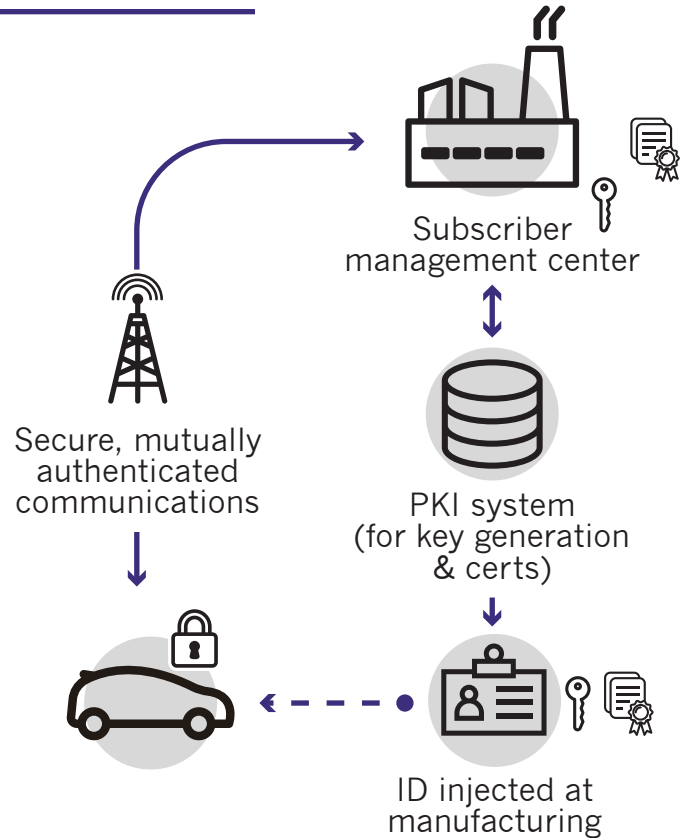 Subscriber
management center
Secure, mutually
authenticated
communications
PKI system
(for key generation
& certs)
ID injected at
manufacturing